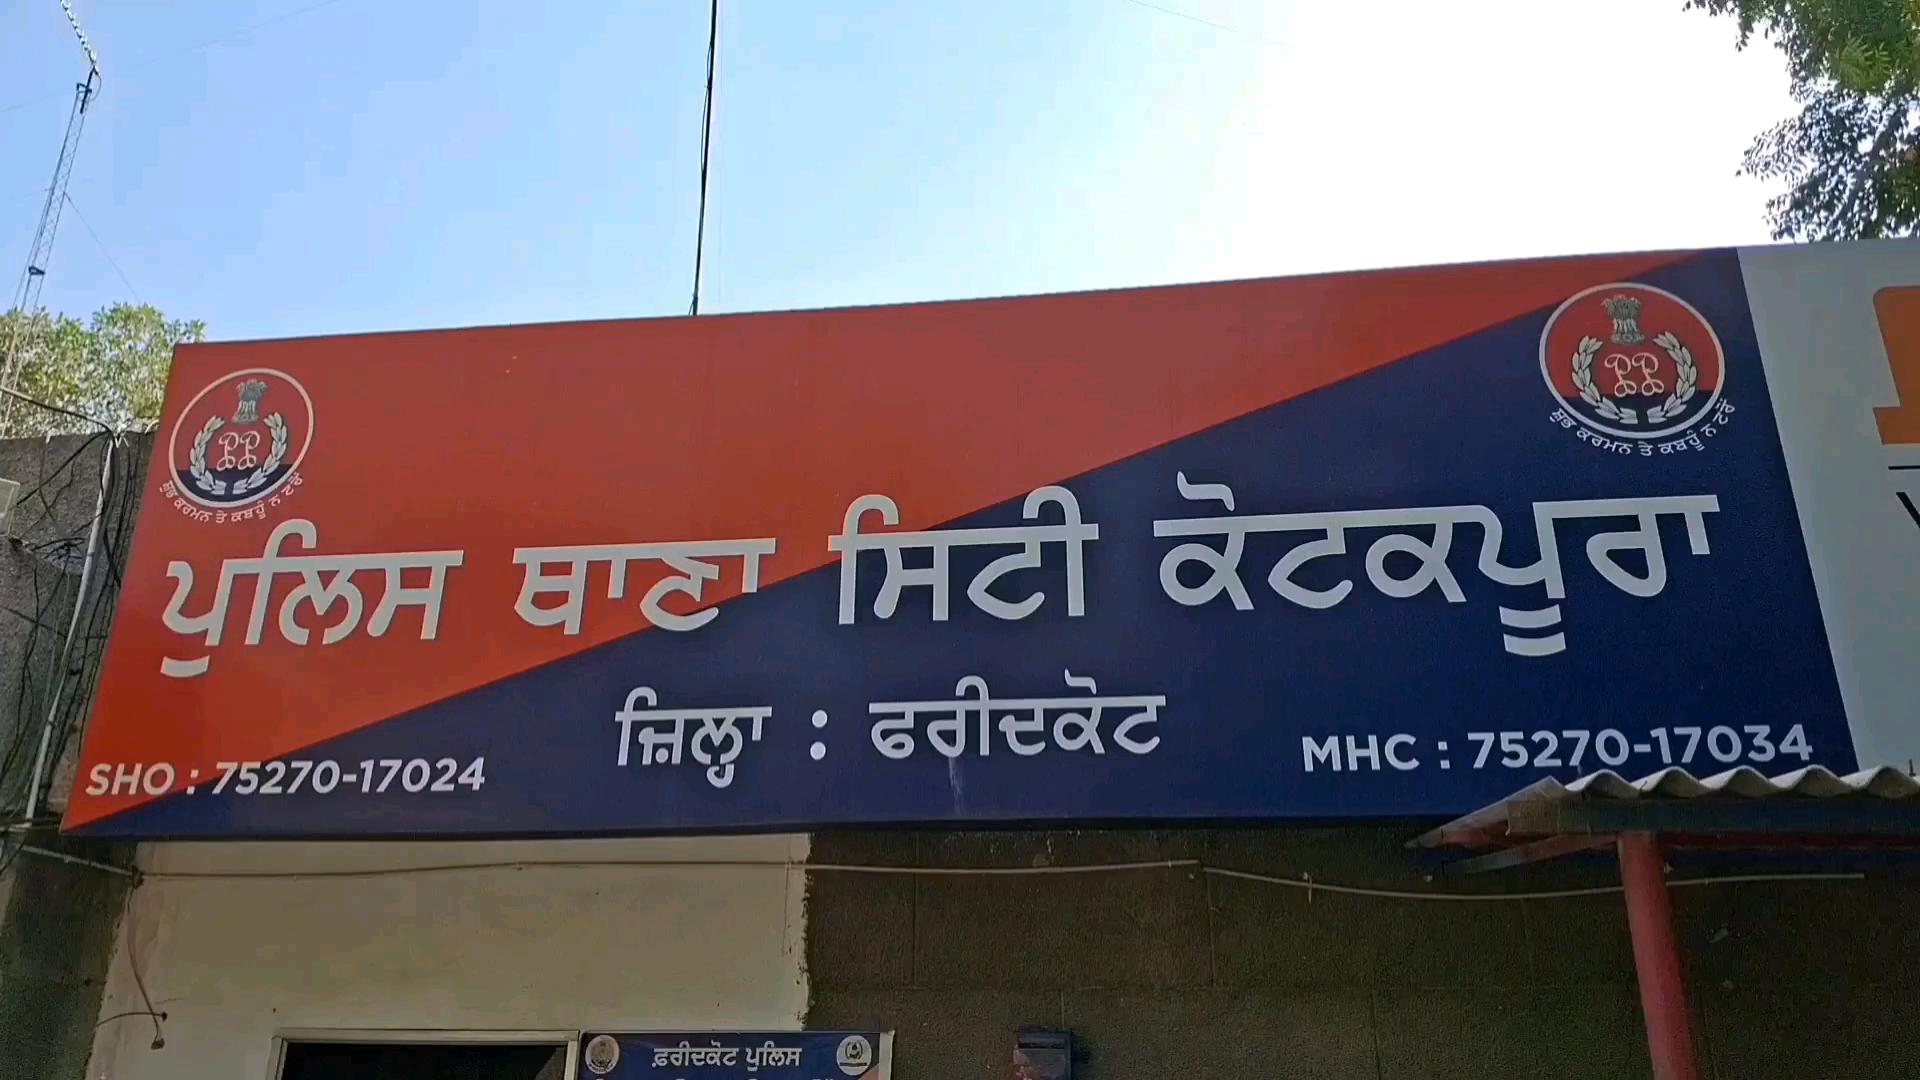 ਸ਼ੁਭ ਕਰਮਨ ਤੇ ਕਬਹੂੰ ਨ ਟਰੋਂ
ਸ਼ੁਭ ਕਰਮਨ ਤੇ ਕਬਹੂੰ ਨ ਟਰੋਂ
ਪੁਲਿਸ ਥਾਣਾ ਸਿਟੀ ਕੋਟਕਪੂਰਾ
ਜ਼ਿਲ੍ਹਾ : ਫਰੀਦਕੋਟ
SHO : 75270-17024
MHC : 75270-17034
ਫ਼ਰੀਦਕੋਟ ਪੁਲਿਸ